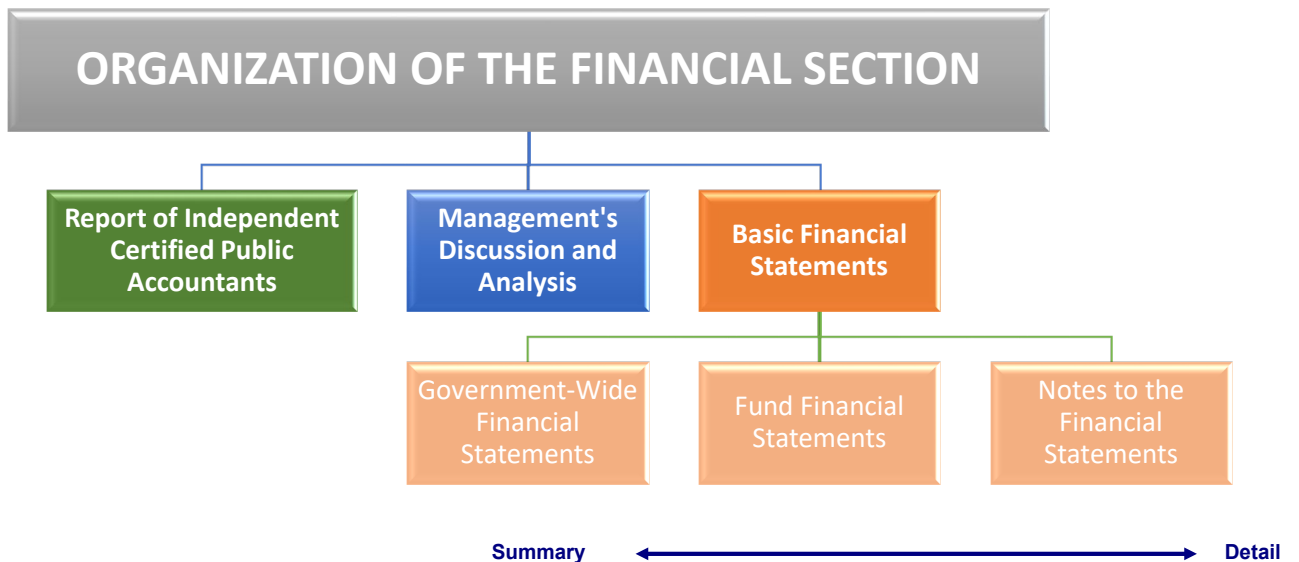 ORGANIZATION OF THE FINANCIAL SECTION
Report of Independent
Certified Public
Accountants
Management's
Discussion and
Analysis
Basic Financial
Statements
Government-Wide
Financial
Statements
Fund Financial
Statements
Notes to the
Financial
Statements
Summary
Detail